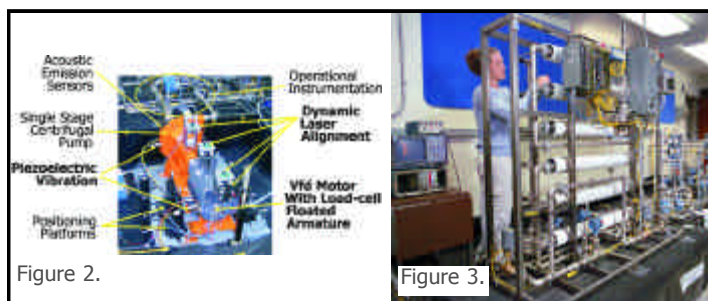 Acoustic
Emission
Sensors
Operational
Instrumentation
Single Stage
Centrifugal
Pump
Dynamic
Laser
Alignment
Piezoelectric
Vibration
Vfd Motor
With Load-cell
Floated
Armature
Positioning
Platforms
Figure 2.
Figure 3.